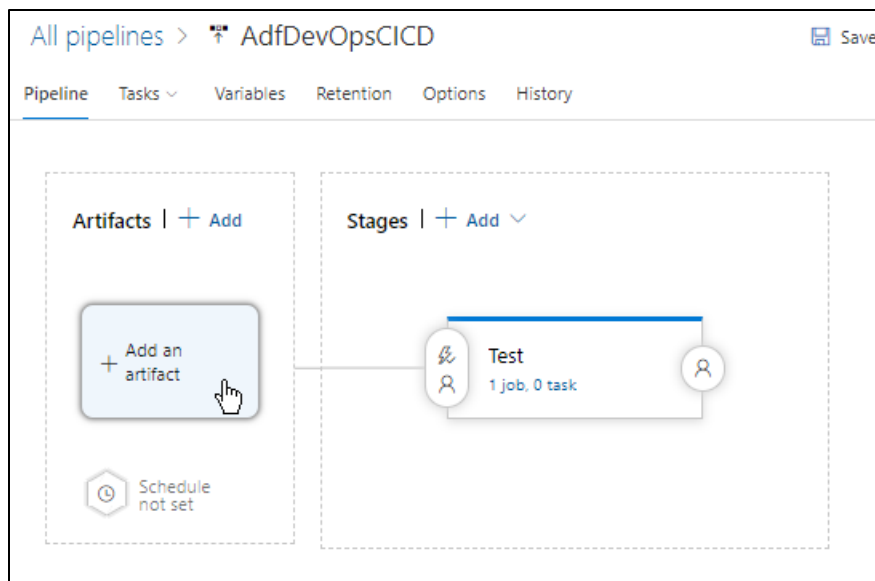 All pipelines > AdfDevOpsCICD
Save
Pipeline Tasks Variables Retention Options History
Artifacts | + Add
Stages | + Add
+ Add an
artifact
Test
1 job, 0 task
Schedule
not set